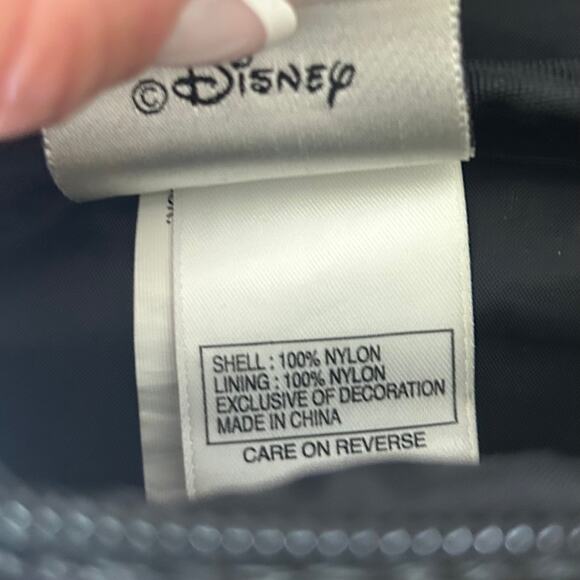 © Disney
SHELL : 100% NYLON
LINING : 100% NYLON
EXCLUSIVE OF DECORATION
MADE IN CHINA
CARE ON REVERSE